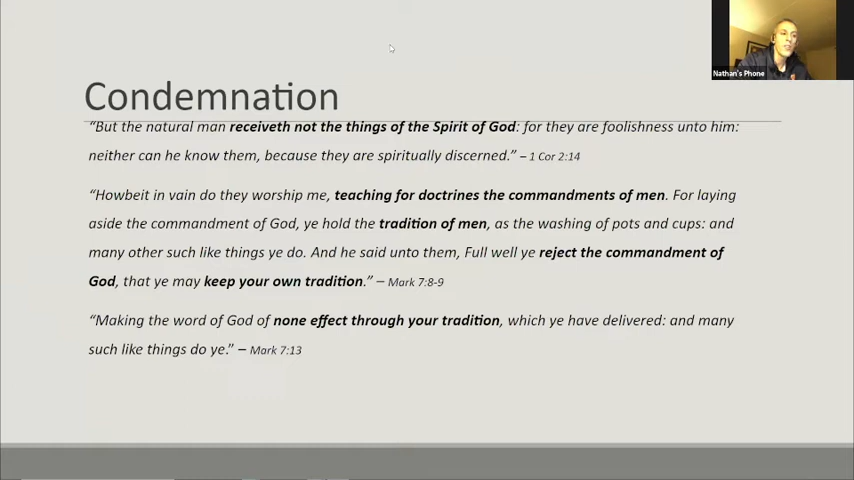 Nathan's Phone
Condemnation
“But the natural man receiveth not the things of the Spirit of God: for they are foolishness unto him:
neither can he know them, because they are spiritually discerned.” – 1 Cor 2:14
“Howbeit in vain do they worship me, teaching for doctrines the commandments of men. For laying
aside the commandment of God, ye hold the tradition of men, as the washing of pots and cups: and
many other such like things ye do. And he said unto them, Full well ye reject the commandment of
God, that ye may keep your own tradition.” – Mark 7:8-9
“Making the word of God of none effect through your tradition, which ye have delivered: and many
such like things do ye.” – Mark 7:13